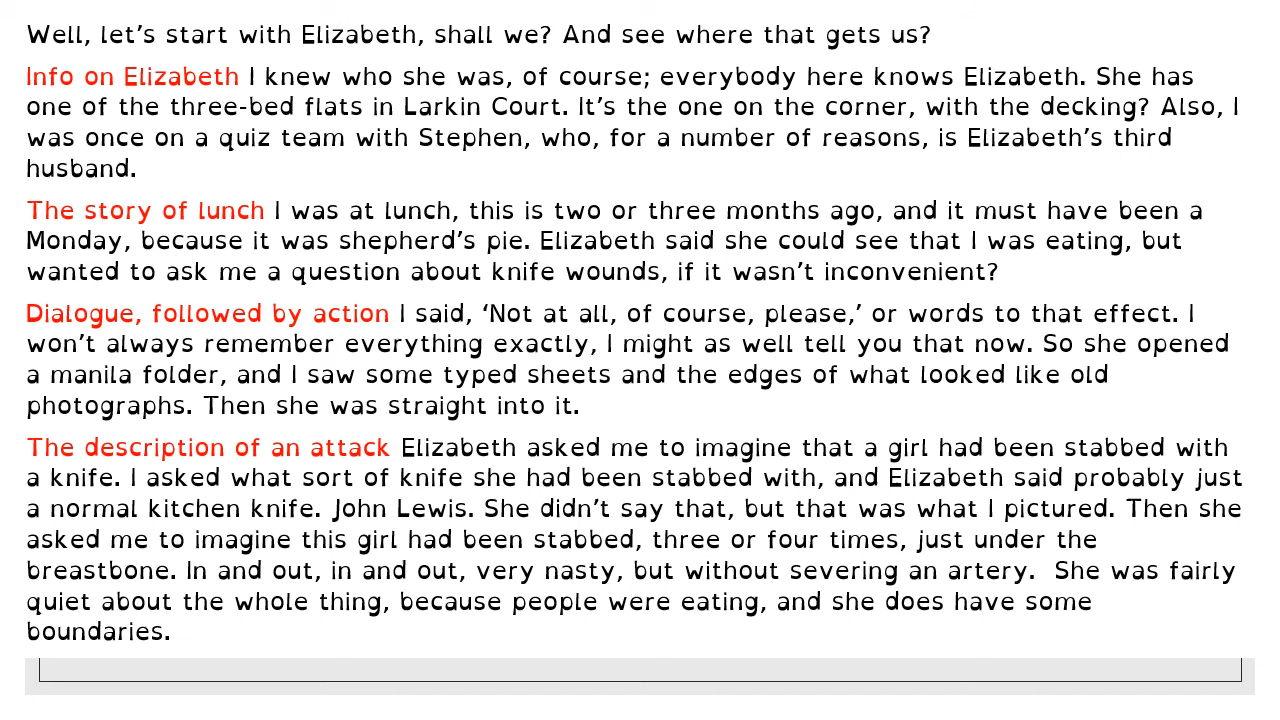 Well, let’s start with Elizabeth, shall we? And see where that gets us?
Info on Elizabeth I knew who she was, of course; everybody here knows Elizabeth. She has
one of the three-bed flats in Larkin Court. It’s the one on the corner, with the decking? Also, I
was once on a quiz team with Stephen, who, for a number of reasons, is Elizabeth’s third
husband.
The story of lunch I was at lunch, this is two or three months ago, and it must have been a
Monday, because it was shepherd’s pie. Elizabeth said she could see that I was eating, but
wanted to ask me a question about knife wounds, if it wasn’t inconvenient?
Dialogue, followed by action I said, ‘Not at all, of course, please,’ or words to that effect. I
won’t always remember everything exactly, I might as well tell you that now. So she opened
a manila folder, and I saw some typed sheets and the edges of what looked like old
photographs. Then she was straight into it.
The description of an attack Elizabeth asked me to imagine that a girl had been stabbed with
a knife. I asked what sort of knife she had been stabbed with, and Elizabeth said probably just
a normal kitchen knife. John Lewis. She didn’t say that, but that was what I pictured. Then she
asked me to imagine this girl had been stabbed, three or four times, just under the
breastbone. In and out, in and out, very nasty, but without severing an artery.  She was fairly
quiet about the whole thing, because people were eating, and she does have some
boundaries.